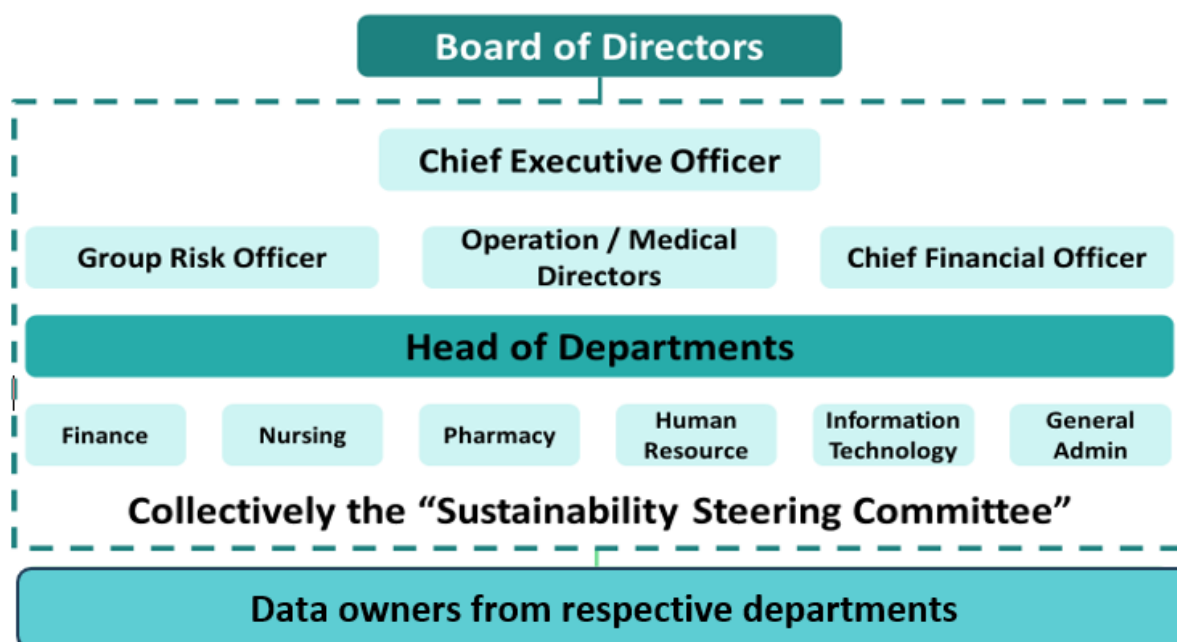 Board of Directors
Chief Executive Officer
Group Risk Officer
Operation / Medical
Directors
Chief Financial Officer
Head of Departments
Finance
Nursing
Pharmacy
Human
Resource
Information
Technology
General
Admin
Collectively the “Sustainability Steering Committee”
Data owners from respective departments